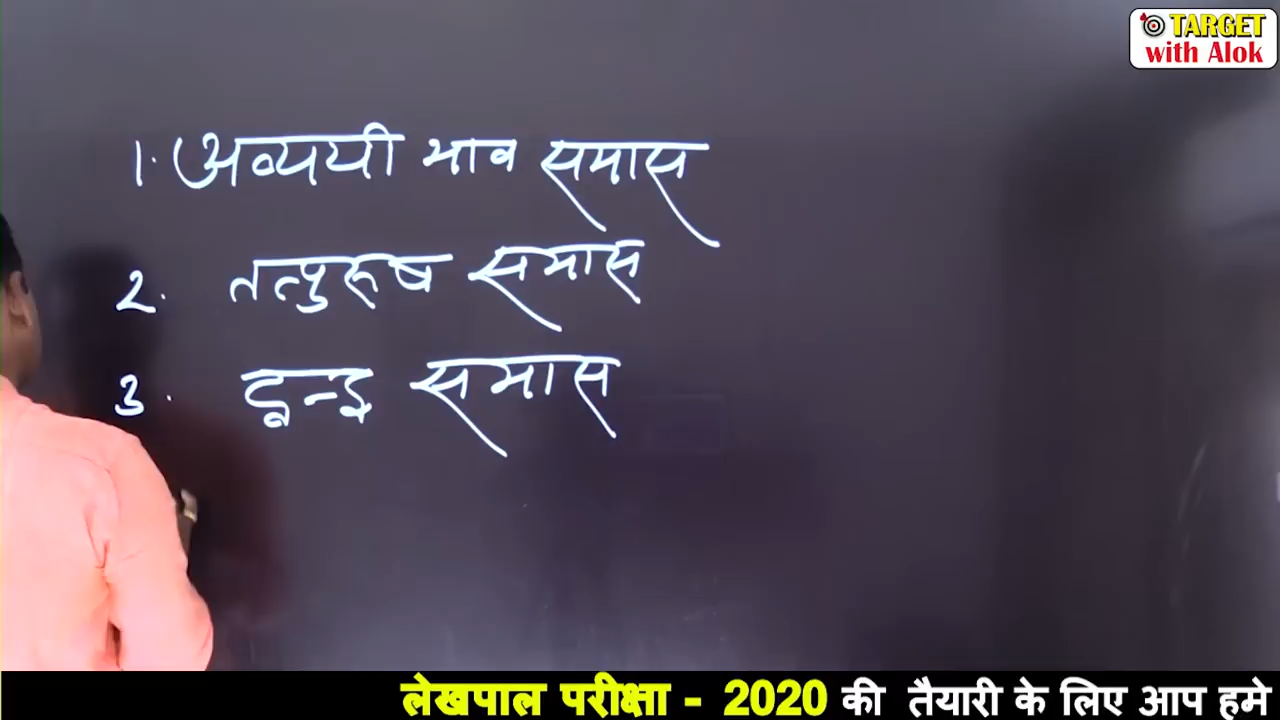 TARGET
with Alok
1. अव्ययी भाव समास
2. तत्पुरूष समास
3. द्वन्द्व समास
लेखपाल परीक्षा - 2020 की तैयारी के लिए आप हमे